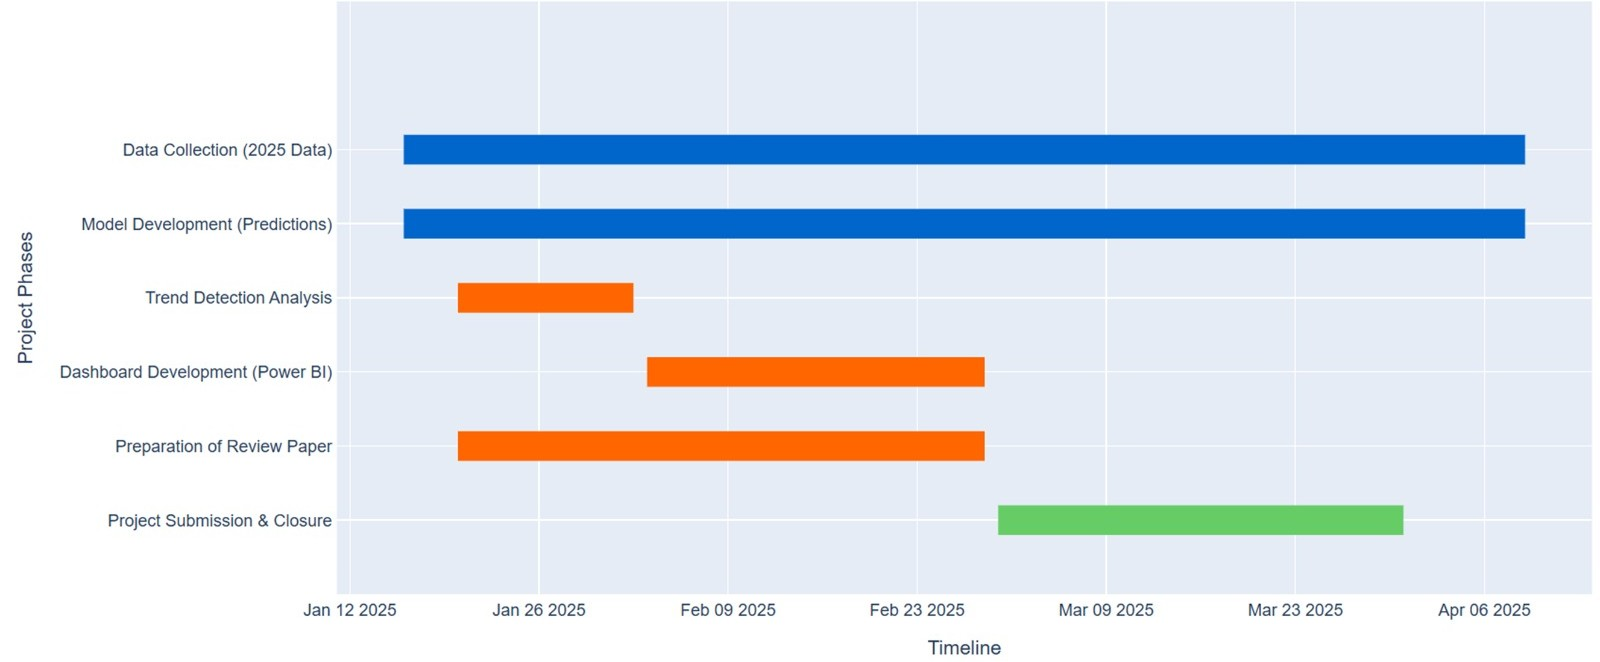 Project Phases
Data Collection (2025 Data)
Model Development (Predictions)
Trend Detection Analysis
Dashboard Development (Power BI)
Preparation of Review Paper
Project Submission & Closure
Jan 12 2025
Jan 26 2025
Feb 09 2025
Feb 23 2025
Mar 09 2025
Mar 23 2025
Apr 06 2025
Timeline